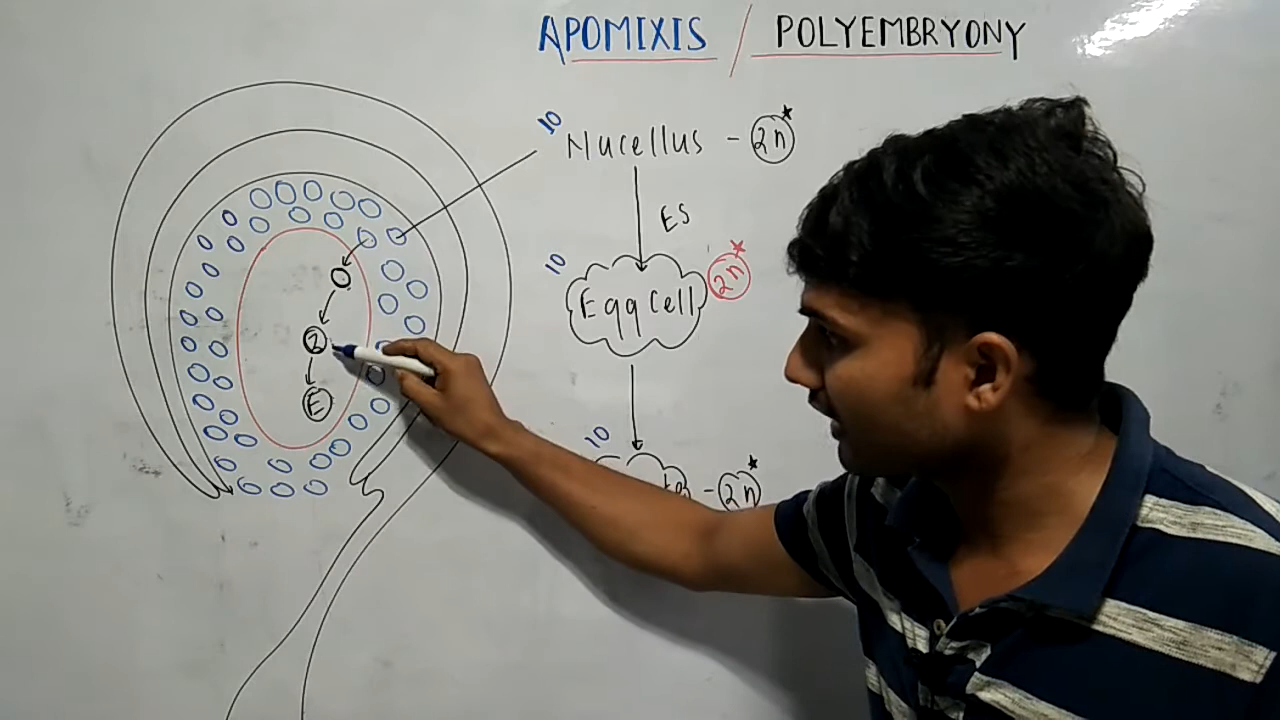 APOMIXIS / POLYEMBRYONY
10 Nucellus - 2n*
ES
10 Egg Cell 2n*
2
E
10
- 2n*